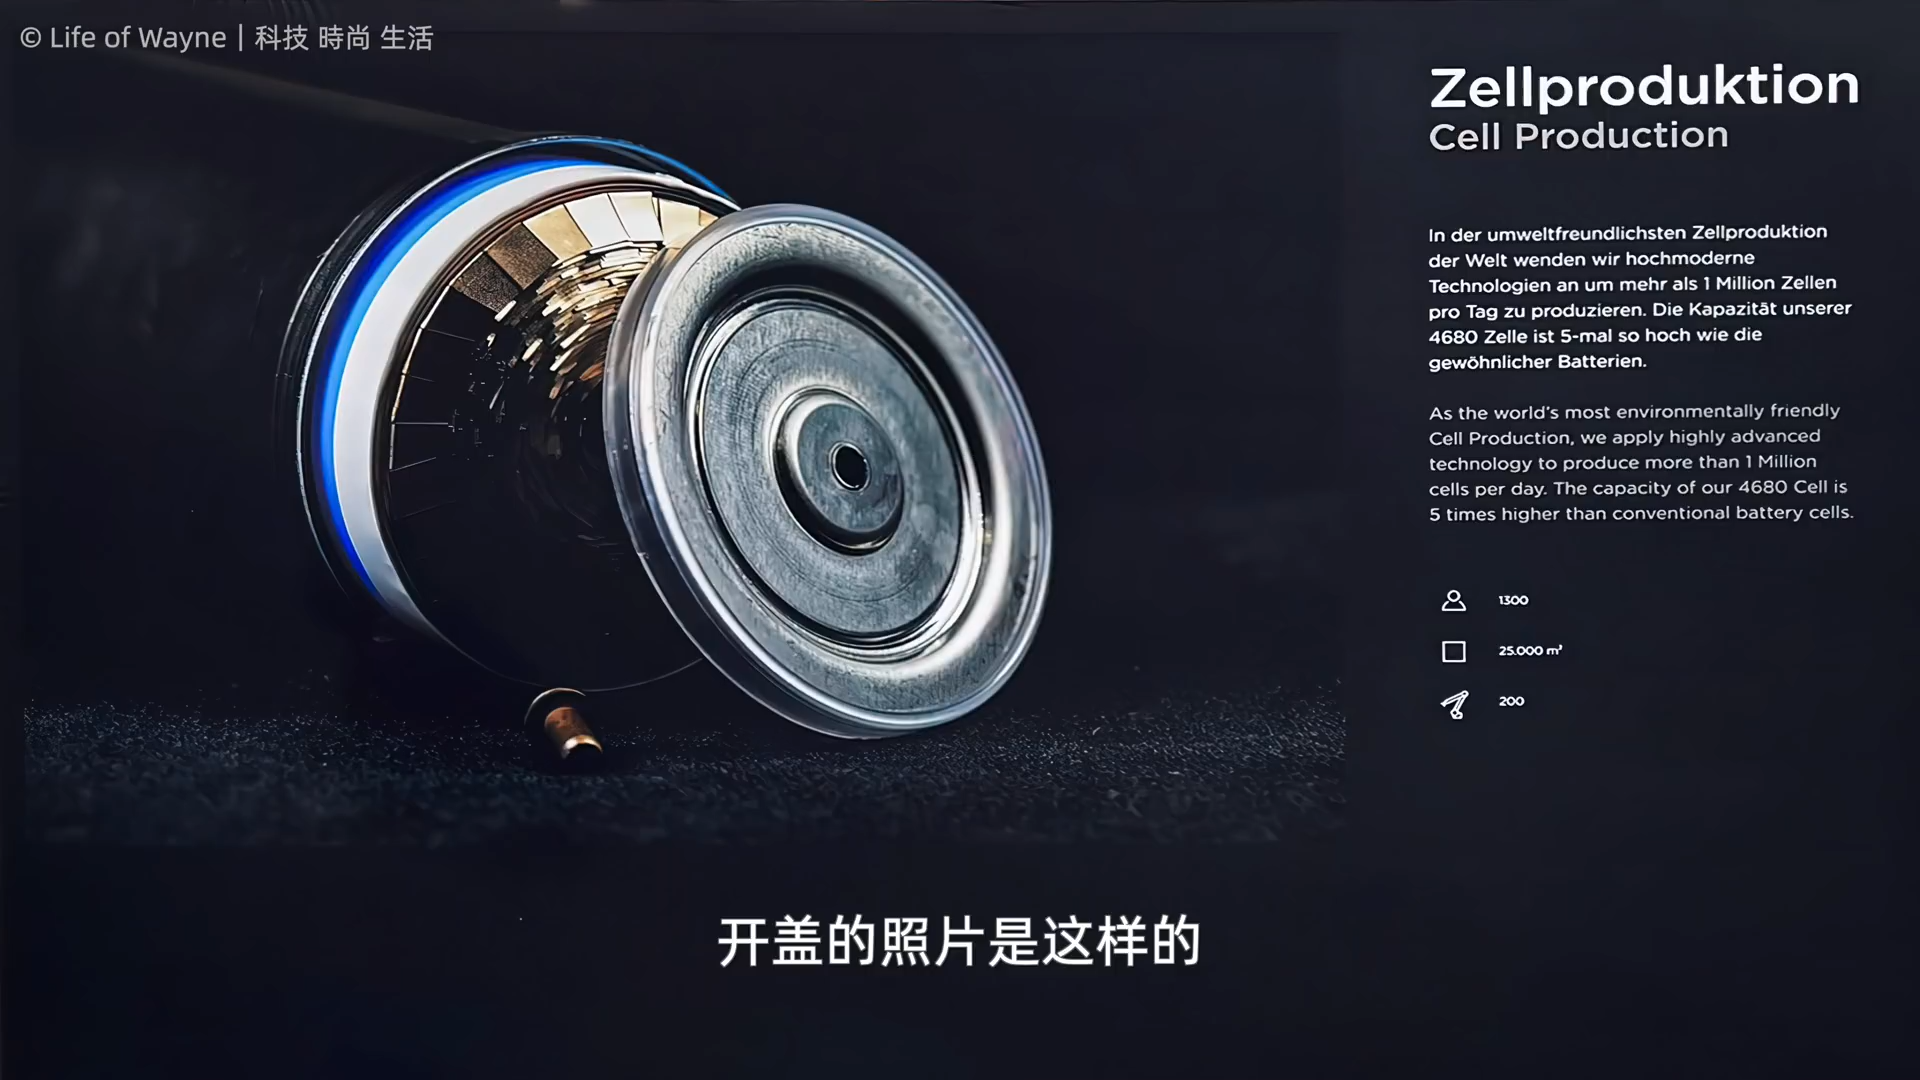 © Life of Wayne | 科技 時尚 生活
Zellproduktion
Cell Production
In der umweltfreundlichsten Zellproduktion
der Welt wenden wir hochmoderne
Technologien an um mehr als 1 Million Zellen
pro Tag zu produzieren. Die Kapazität unserer
4680 Zelle ist 5-mal so hoch wie die
gewöhnlicher Batterien.
As the world's most environmentally friendly
Cell Production, we apply highly advanced
technology to produce more than 1 Million
cells per day. The capacity of our 4680 Cell is
5 times higher than conventional battery cells.
1300
25.000 m²
200
开盖的照片是这样的